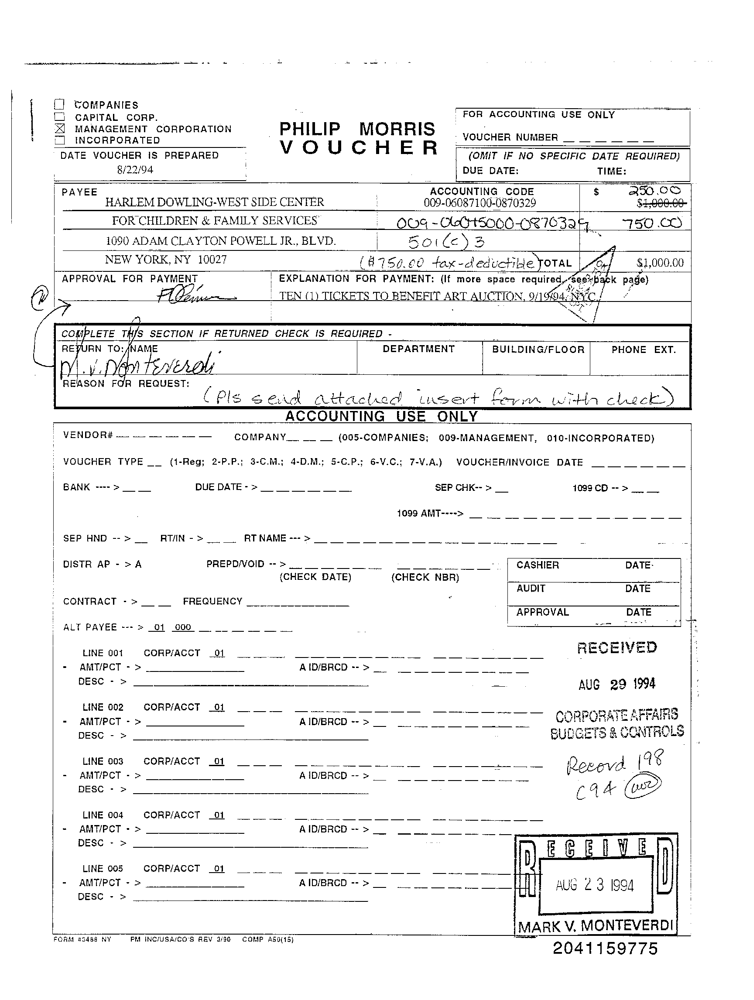 COMPANIES
CAPITAL CORP.
MANAGEMENT CORPORATION
INCORPORATED
PHILIP MORRIS
VOUCHER
FOR ACCOUNTING USE ONLY
VOUCHER NUMBER _ _ _ _ _ _
DATE VOUCHER IS PREPARED
8/22/94
(OMIT IF NO SPECIFIC DATE REQUIRED)
DUE DATE: TIME:
PAYEE ACCOUNTING CODE $ 250.00
HARLEM DOWLING-WEST SIDE CENTER 009-06087100-0870329 $1,000.00
FOR CHILDREN & FAMILY SERVICES 009-06015000-0870329 750.00
1090 ADAM CLAYTON POWELL JR., BLVD. 501(c)3
NEW YORK, NY 10027 ($750.00 tax-deductible) TOTAL $1,000.00
APPROVAL FOR PAYMENT EXPLANATION FOR PAYMENT: (If more space required, see back page)
TEN (1) TICKETS TO BENEFIT ART AUCTION, 9/19/94, NYC
COMPLETE THIS SECTION IF RETURNED CHECK IS REQUIRED -
RETURN TO: NAME DEPARTMENT BUILDING/FLOOR PHONE EXT.
M.V. Monteverdi
REASON FOR REQUEST:
(Pls send attached insert form with check)
ACCOUNTING USE ONLY
VENDOR# — — — — — — COMPANY_ _ _ (005-COMPANIES; 009-MANAGEMENT, 010-INCORPORATED)
VOUCHER TYPE _ _ (1-Reg; 2-P.P.; 3-C.M.; 4-D.M.; 5-C.P.; 6-V.C.; 7-V.A.) VOUCHER/INVOICE DATE _ _ _ _ _ _
BANK ---- > _ _ DUE DATE - > _ _ _ _ _ _ SEP CHK-- > _ 1099 CD -- > _ _
1099 AMT----> _ _ _ _ _ _ _ _ _ _ _
SEP HND -- > _ RT/IN - > _ _ RT NAME --- > _ _ _ _ _ _ _ _ _ _ _ _ _ _ _ _ _ _ _ _
DISTR AP - > A PREPD/VOID -- > _ _ _ _ _ _ _ _ _ _ _ _
(CHECK DATE) (CHECK NBR)
CASHIER DATE
AUDIT DATE
CONTRACT - > _ _ FREQUENCY ________
APPROVAL DATE
ALT PAYEE --- > 01 000 _ _ _ _ _ _
LINE 001 CORP/ACCT 01 _ _ _ _ _ _ _ _ _ _ _ _
- AMT/PCT - > ________ A ID/BRCD -- > _ _ _ _ _ _ _ _
DESC - > ________
RECEIVED
AUG 29 1994
CORPORATE AFFAIRS
BUDGETS & CONTROLS
LINE 002 CORP/ACCT 01 _ _ _ _ _ _ _ _ _ _ _ _
- AMT/PCT - > ________ A ID/BRCD -- > _ _ _ _ _ _ _ _
DESC - > ________
LINE 003 CORP/ACCT 01 _ _ _ _ _ _ _ _ _ _ _ _
- AMT/PCT - > ________ A ID/BRCD -- > _ _ _ _ _ _ _ _
DESC - > ________
Record 198
C94
LINE 004 CORP/ACCT 01 _ _ _ _ _ _ _ _ _ _ _ _
- AMT/PCT - > ________ A ID/BRCD -- > _ _ _ _ _ _ _ _
DESC - > ________
LINE 005 CORP/ACCT 01 _ _ _ _ _ _ _ _ _ _ _ _
- AMT/PCT - > ________ A ID/BRCD -- > _ _ _ _ _ _ _ _
DESC - > ________
RECEIVED
AUG 23 1994
MARK V. MONTEVERDI
FORM #3488 NY PM INC/USA/CO'S REV 3/90 COMP A50(15)
2041159775